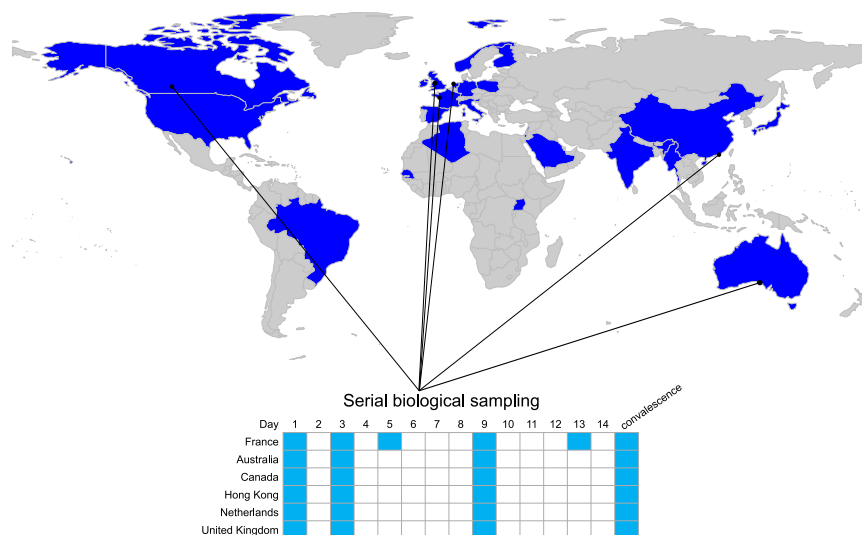 Serial biological sampling
Day 1 2 3 4 5 6 7 8 9 10 11 12 13 14 convalescence
France
Australia
Canada
Hong Kong
Netherlands
United Kingdom